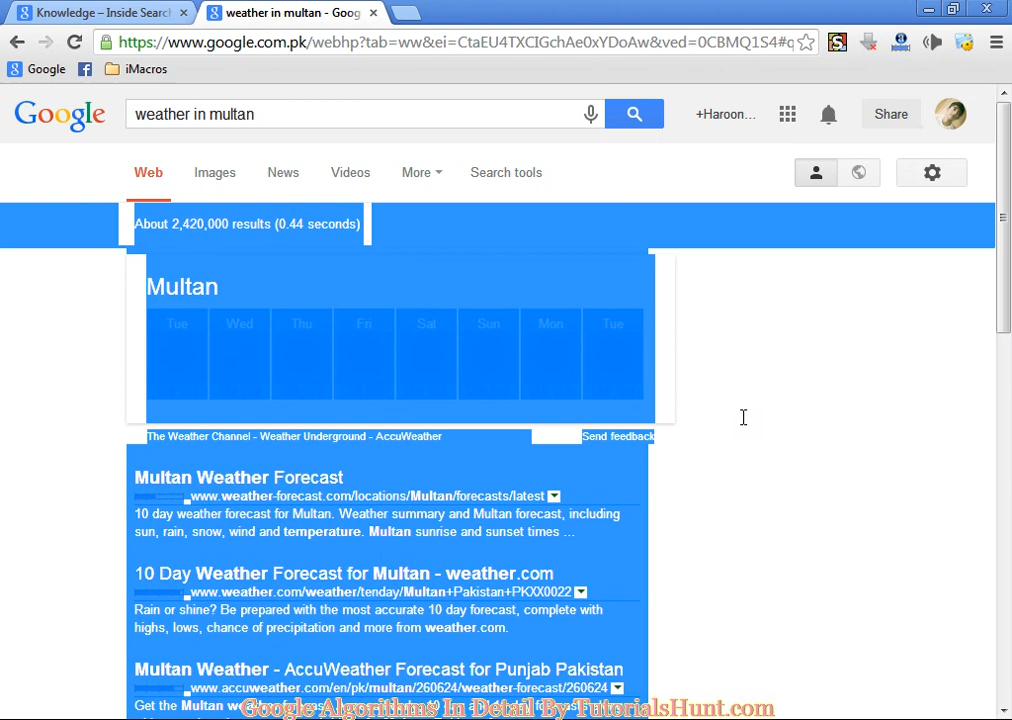 Knowledge – Inside Searc
weather in multan - Goog
https://www.google.com.pk/webhp?tab=ww&ei=CtaEU4TXCIGchAe0xYDoAw&ved=0CBMQ1S4#q
Google
iMacros
Google
weather in multan
+Haroon...
Share
Web
Images
News
Videos
More
Search tools
About 2,420,000 results (0.44 seconds)
Multan
Tue Wed Thu Fri Sat Sun Mon Tue
The Weather Channel - Weather Underground - AccuWeather
Send feedback
Multan Weather Forecast
www.weather-forecast.com/locations/Multan/forecasts/latest
10 day weather forecast for Multan. Weather summary and Multan forecast, including
sun, rain, snow, wind and temperature. Multan sunrise and sunset times ...
10 Day Weather Forecast for Multan - weather.com
www.weather.com/weather/tenday/Multan+Pakistan+PKXX0022
Rain or shine? Be prepared with the most accurate 10 day forecast, complete with
highs, lows, chance of precipitation and more from weather.com.
Multan Weather - AccuWeather Forecast for Punjab Pakistan
www.accuweather.com/en/pk/multan/260624/weather-forecast/260624
Get the Multan
Google Algorithms In Detail By TutorialsHunt.com